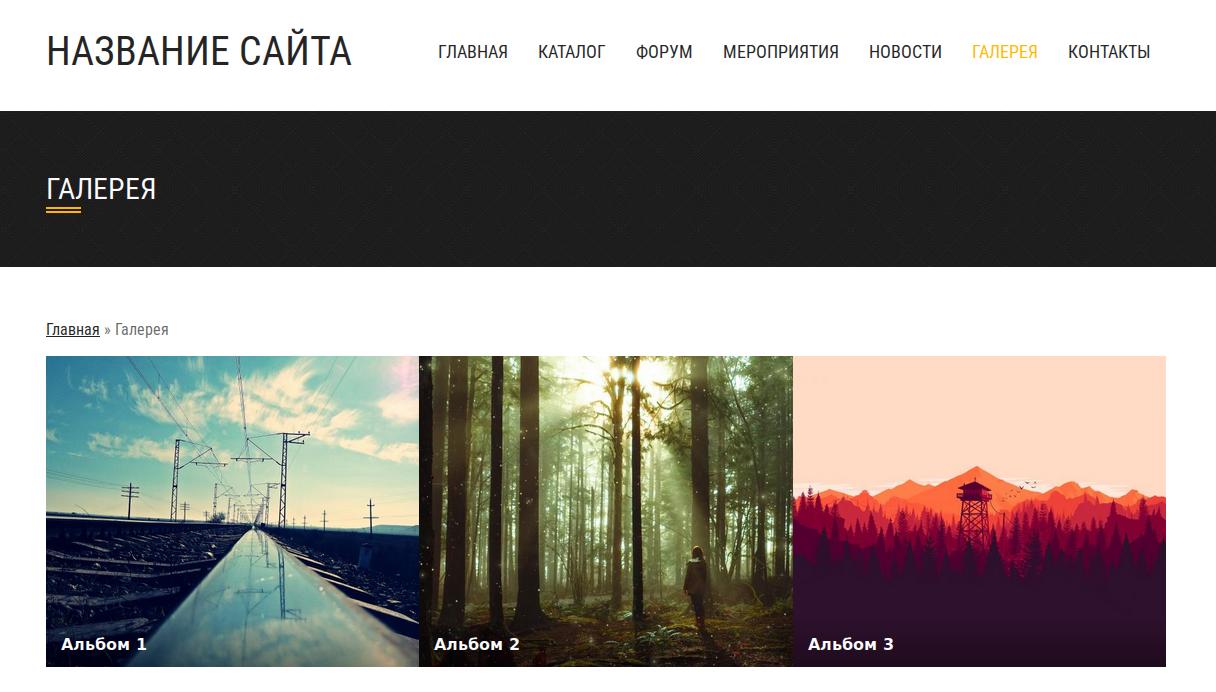 НАЗВАНИЕ САЙТА
ГЛАВНАЯ КАТАЛОГ ФОРУМ МЕРОПРИЯТИЯ НОВОСТИ ГАЛЕРЕЯ КОНТАКТЫ
ГАЛЕРЕЯ
Главная » Галерея
Альбом 1 Альбом 2 Альбом 3